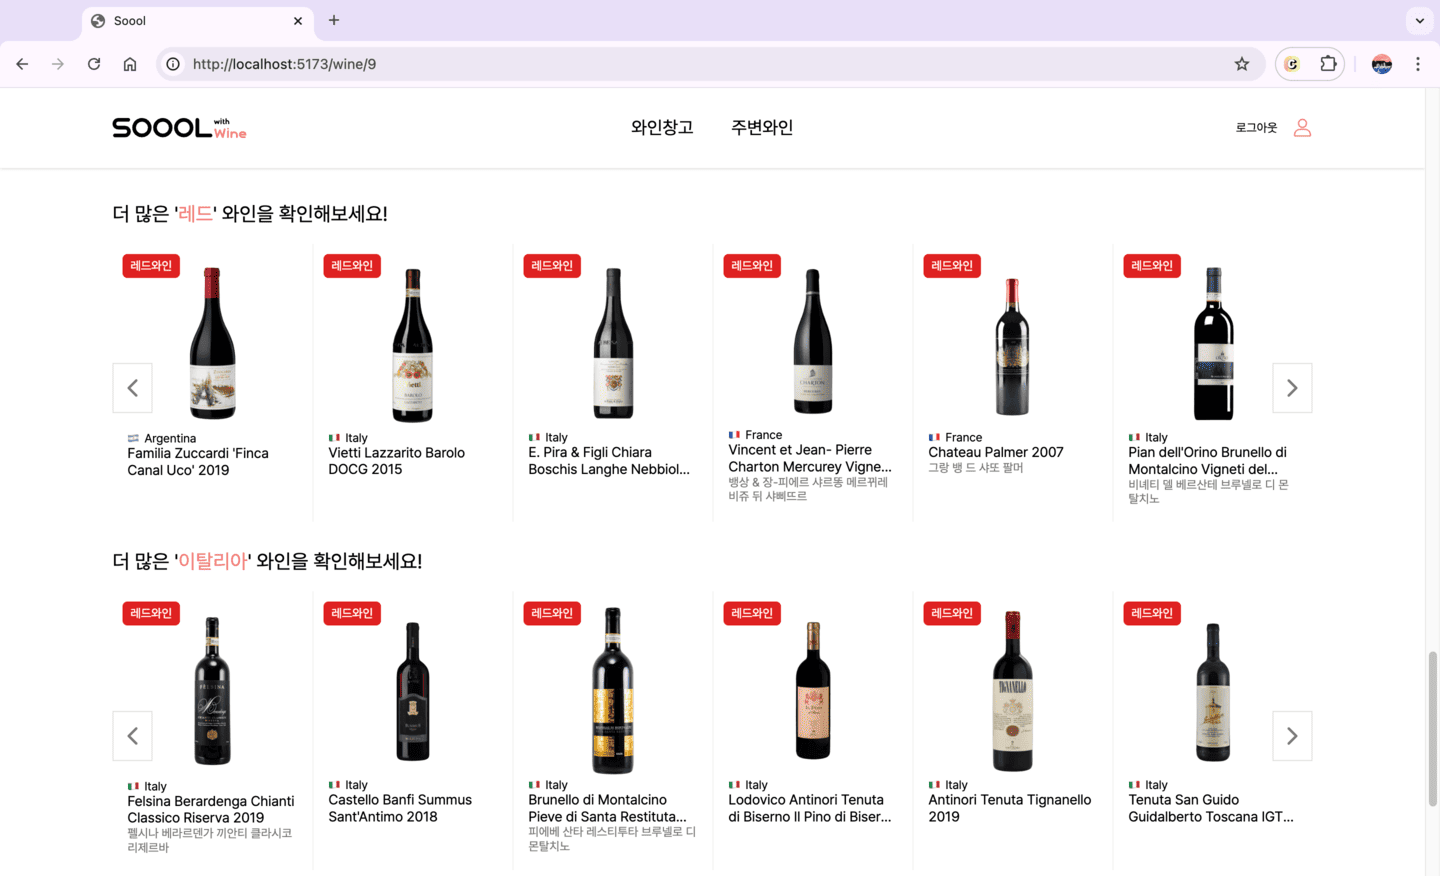 Soool
http://localhost:5173/wine/9
SOOOL with Wine
와인창고
주변와인
로그아웃
더 많은 '레드' 와인을 확인해보세요!
레드와인
Argentina
Familia Zuccardi 'Finca
Canal Uco' 2019
레드와인
Italy
Vietti Lazzarito Barolo
DOCG 2015
레드와인
Italy
E. Pira & Figli Chiara
Boschis Langhe Nebbiol...
레드와인
CHARTON
France
Vincent et Jean- Pierre
Charton Mercurey Vigne...
뱅상 & 장-피에르 샤르똥 메르뀌레
비쥬 뒤 샤삐뜨르
레드와인
France
Chateau Palmer 2007
그랑 뱅 드 샤또 팔머
레드와인
Italy
Pian dell'Orino Brunello di
Montalcino Vigneti del...
비녜티 델 베르산테 브루넬로 디 몬
탈치노
더 많은 '이탈리아' 와인을 확인해보세요!
레드와인
FELSINA
Italy
Felsina Berardenga Chianti
Classico Riserva 2019
펠시나 베라르덴가 끼안티 클라시코
리제르바
레드와인
Italy
Castello Banfi Summus
Sant'Antimo 2018
레드와인
Italy
Brunello di Montalcino
Pieve di Santa Restituta...
피에베 산타 레스티투타 브루넬로 디
몬탈치노
레드와인
Italy
Lodovico Antinori Tenuta
di Biserno Il Pino di Biser...
레드와인
TIGNANELLO
Italy
Antinori Tenuta Tignanello
2019
레드와인
Italy
Tenuta San Guido
Guidalberto Toscana IGT...